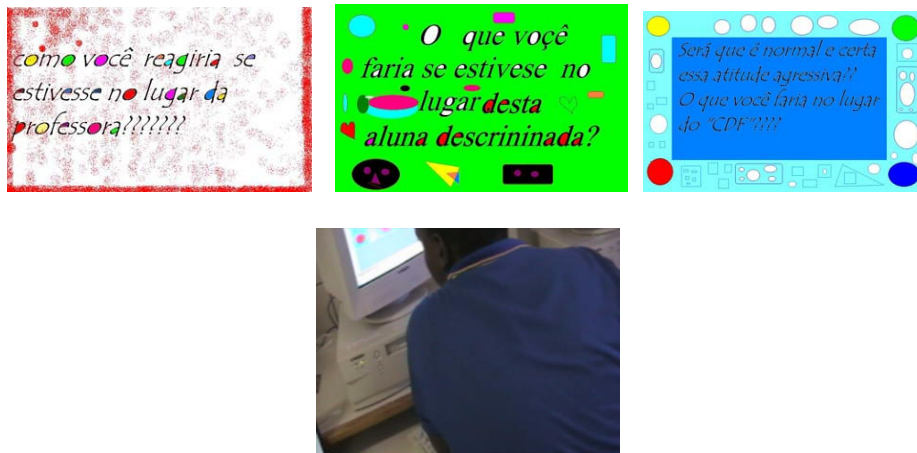 como você reagiria se
estivesse no lugar da
professora???????
O que voçê
faria se estivese no
lugar desta
aluna descrininada?
Será que é normal e certa
essa atitude agressiva??
O que você faria no lugar
do "CDF"????